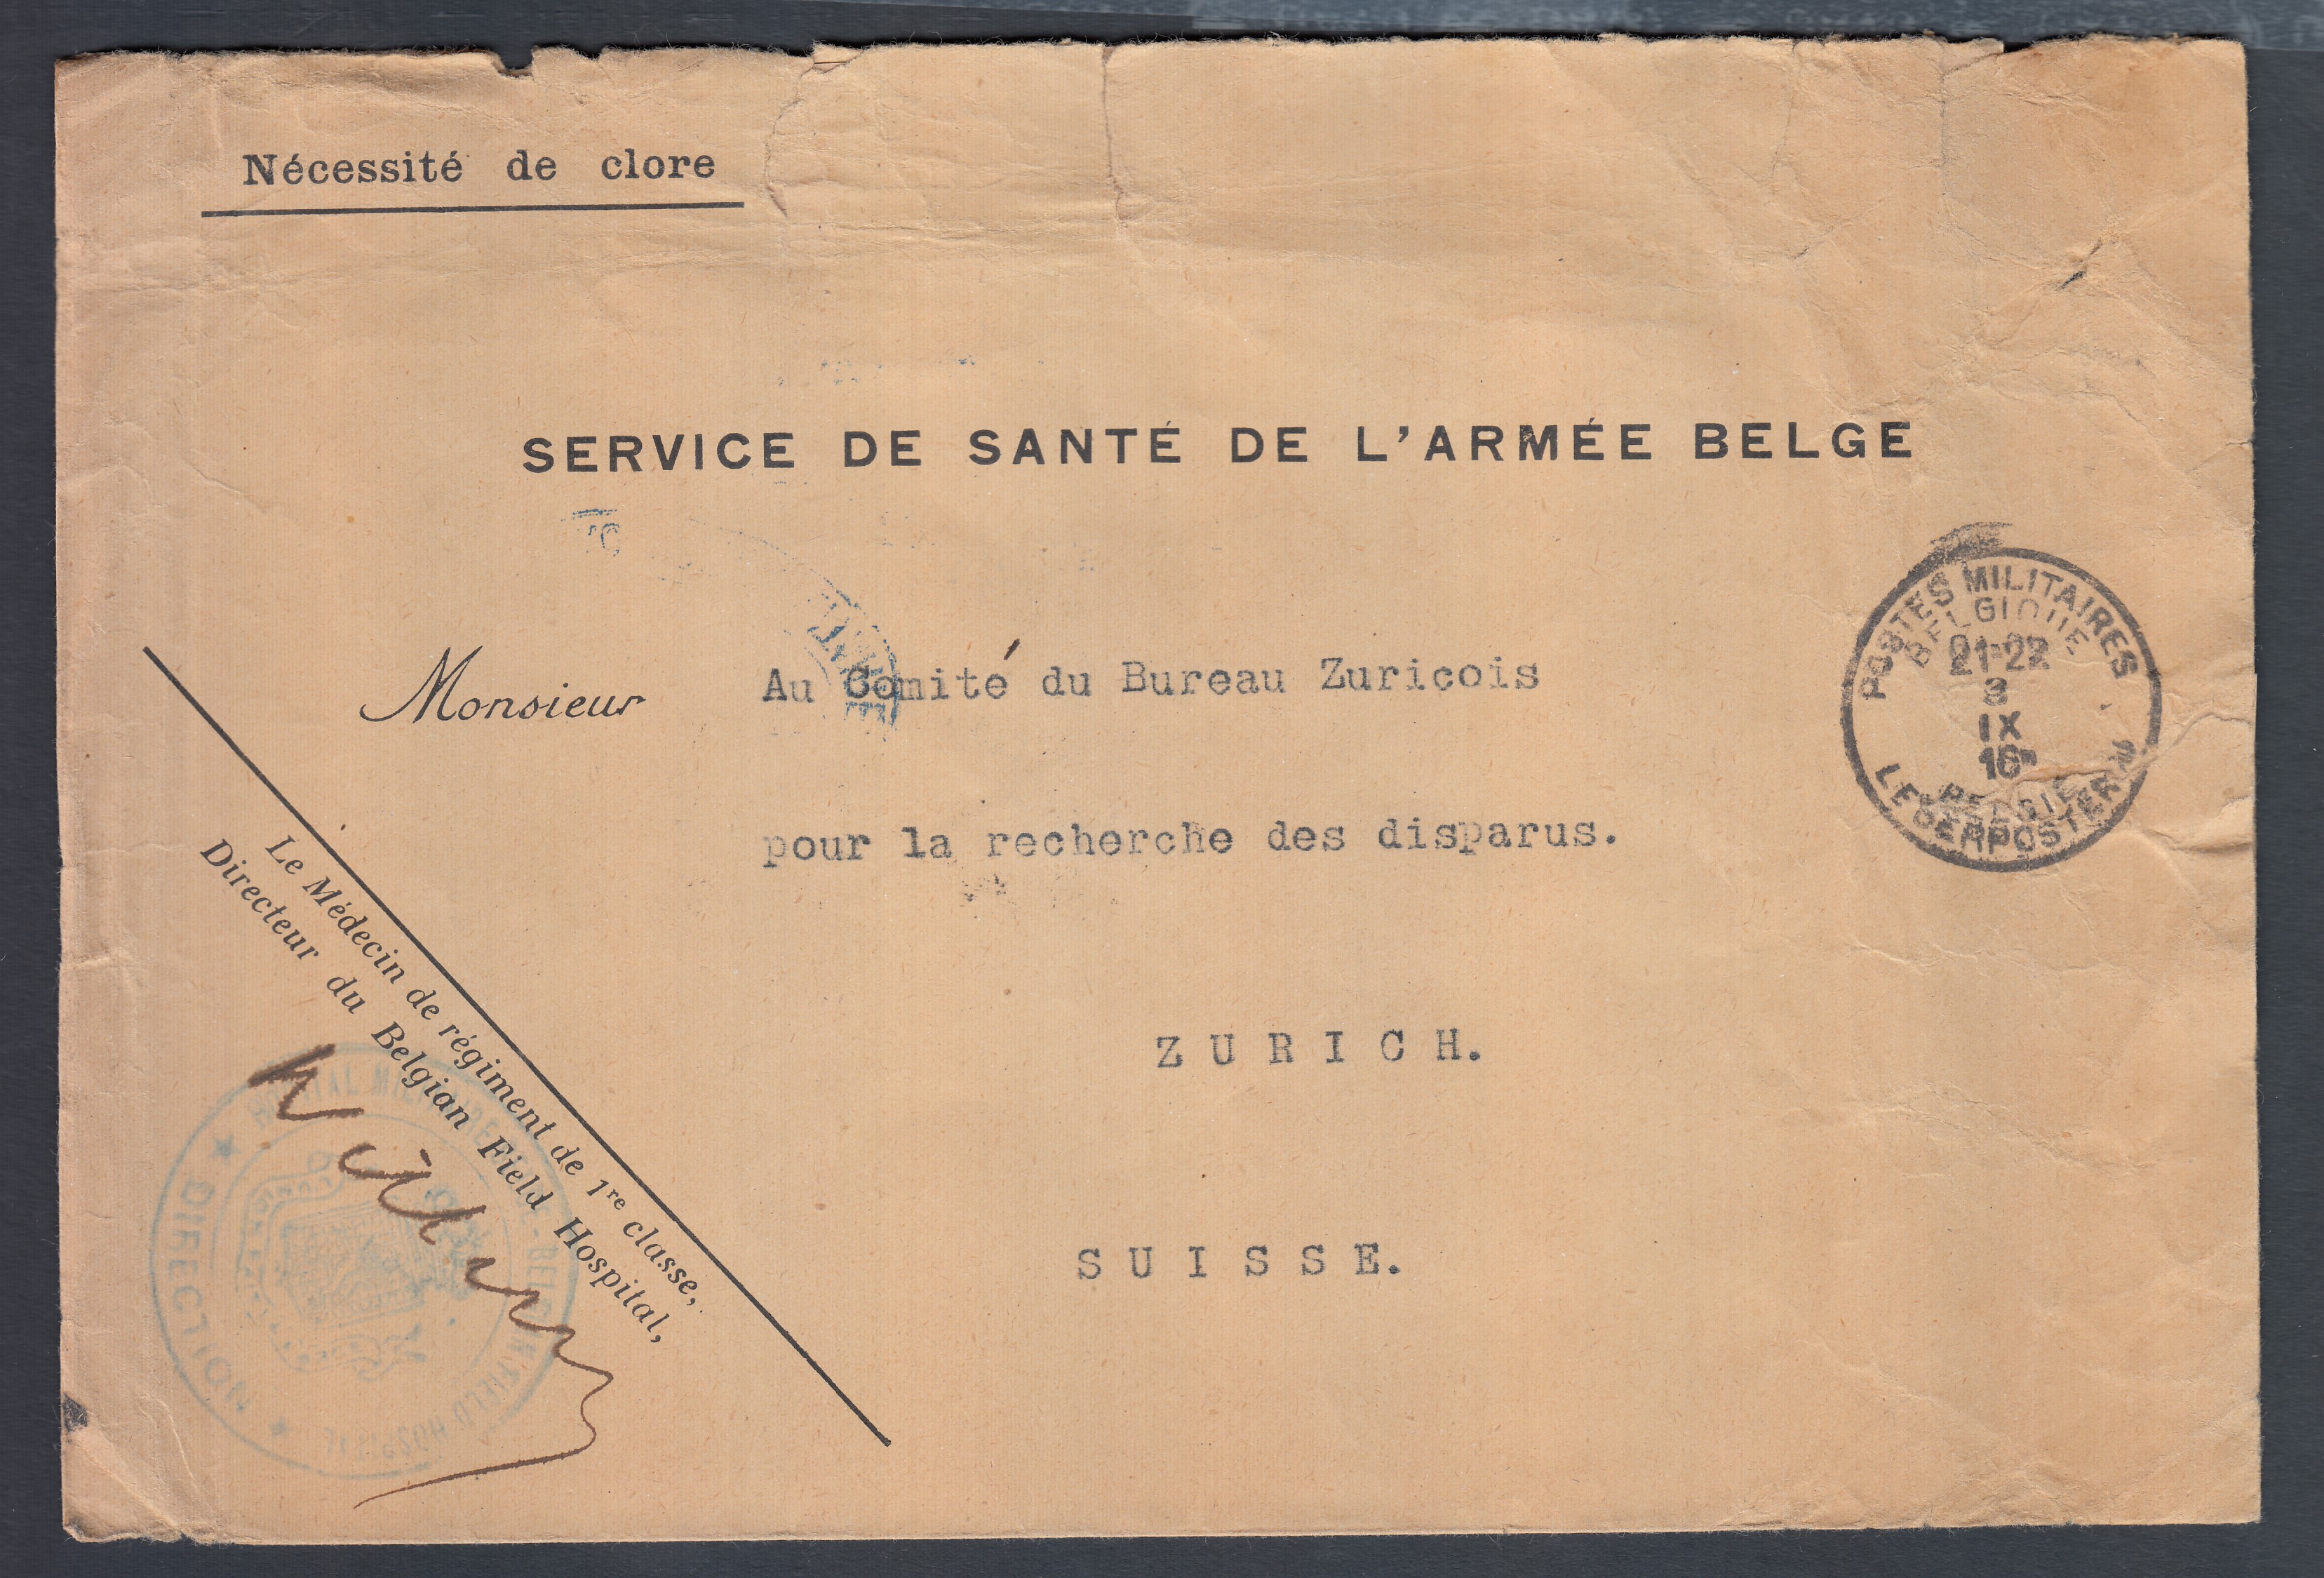 Nécessité de clore
SERVICE DE SANTÉ DE L'ARMÉE BELGE
Monsieur Au Comité du Bureau Zuricois
pour la recherche des disparus.
ZURICH.
SUISSE.
POSTES MILITAIRES
BELGIQUE
21-22
IX
16
BELGIE
LEGERPOSTERIJ
Le Médecin de régiment de 1re classe,
Directeur du Belgian Field Hospital,
DIRECTION
FIELD HOSPITAL